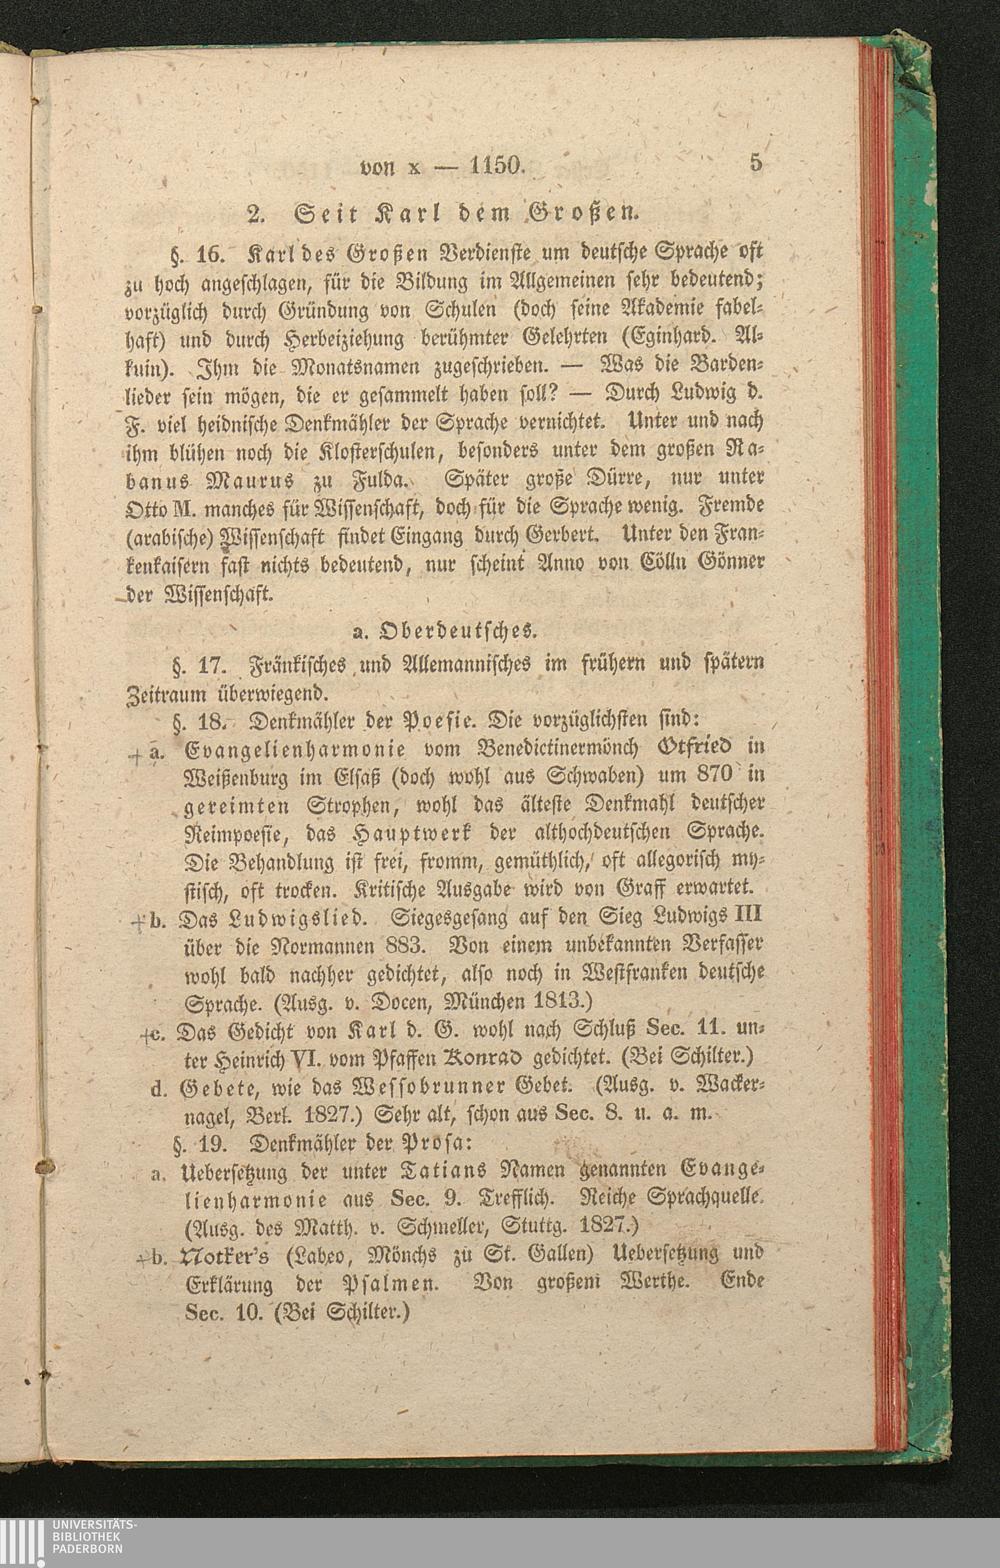 von x — 1150. 5
2. Seit Karl dem Großen.
§. 16. Karl des Großen Verdienste um deutsche Sprache oft
zu hoch angeschlagen, für die Bildung im Allgemeinen sehr bedeutend;
vorzüglich durch Gründung von Schulen (doch seine Akademie fabel-
haft) und durch Herbeiziehung berühmter Gelehrten (Eginhard. Al-
kuin). Ihm die Monatsnamen zugeschrieben. — Was die Barden-
lieder sein mögen, die er gesammelt haben soll? — Durch Ludwig d.
F. viel heidnische Denkmähler der Sprache vernichtet. Unter und nach
ihm blühen noch die Klosterschulen, besonders unter dem großen Ra-
banus Maurus zu Fulda. Später große Dürre, nur unter
Otto M. manches für Wissenschaft, doch für die Sprache wenig. Fremde
(arabische) Wissenschaft findet Eingang durch Gerbert. Unter den Fran-
kenkaisern fast nichts bedeutend, nur scheint Anno von Cölln Gönner
der Wissenschaft.
a. Oberdeutsches.
§. 17. Fränkisches und Allemannisches im frühern und spätern
Zeitraum überwiegend.
§. 18. Denkmähler der Poesie. Die vorzüglichsten sind:
+ a. Evangelienharmonie vom Benedictinermönch Otfried in
Weißenburg im Elsaß (doch wohl aus Schwaben) um 870 in
gereimten Strophen, wohl das älteste Denkmahl deutscher
Reimpoesie, das Hauptwerk der althochdeutschen Sprache.
Die Behandlung ist frei, fromm, gemüthlich, oft allegorisch my-
stisch, oft trocken. Kritische Ausgabe wird von Graff erwartet.
+ b. Das Ludwigslied. Siegesgesang auf den Sieg Ludwigs III
über die Normannen 883. Von einem unbekannten Verfasser
wohl bald nachher gedichtet, also noch in Westfranken deutsche
Sprache. (Ausg. v. Docen, München 1813.)
+ c. Das Gedicht von Karl d. G. wohl nach Schluß Sec. 11. un-
ter Heinrich VI. vom Pfaffen Konrad gedichtet. (Bei Schilter.)
d. Gebete, wie das Wessobrunner Gebet. (Ausg. v. Wacker-
nagel, Berl. 1827.) Sehr alt, schon aus Sec. 8. u. a. m.
§. 19. Denkmähler der Prosa:
a. Uebersetzung der unter Tatians Namen genannten Evange-
lienharmonie aus Sec. 9. Trefflich. Reiche Sprachquelle.
(Ausg. des Matth. v. Schmeller, Stuttg. 1827.)
+ b. Notker's (Labeo, Mönchs zu St. Gallen) Uebersetzung und
Erklärung der Psalmen. Von großem Werthe. Ende
Sec. 10. (Bei Schilter.)
UNIVERSITÄTS-
BIBLIOTHEK
PADERBORN